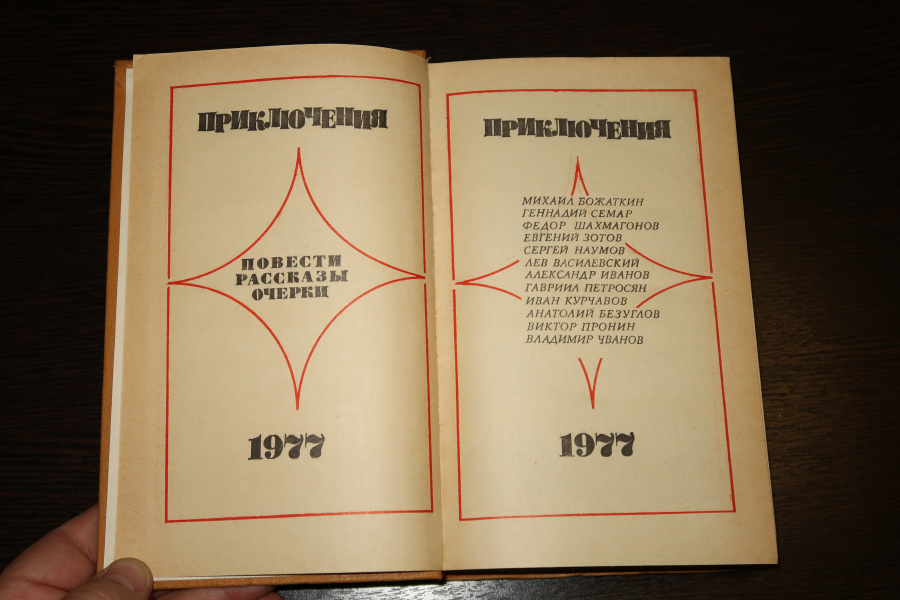 ПРИКЛЮЧЕНИЯ
ПОВЕСТИ
РАССКАЗЫ
ОЧЕРКИ
1977
ПРИКЛЮЧЕНИЯ
МИХАИЛ БОЖАТКИН
ГЕННАДИЙ СЕМАР
ФЕДОР ШАХМАГОНОВ
ЕВГЕНИЙ ЗОТОВ
СЕРГЕЙ НАУМОВ
ЛЕВ ВАСИЛЕВСКИЙ
АЛЕКСАНДР ИВАНОВ
ГАВРИИЛ ПЕТРОСЯН
ИВАН КУРЧАВОВ
АНАТОЛИЙ БЕЗУГЛОВ
ВИКТОР ПРОНИН
ВЛАДИМИР ЧВАНОВ
1977